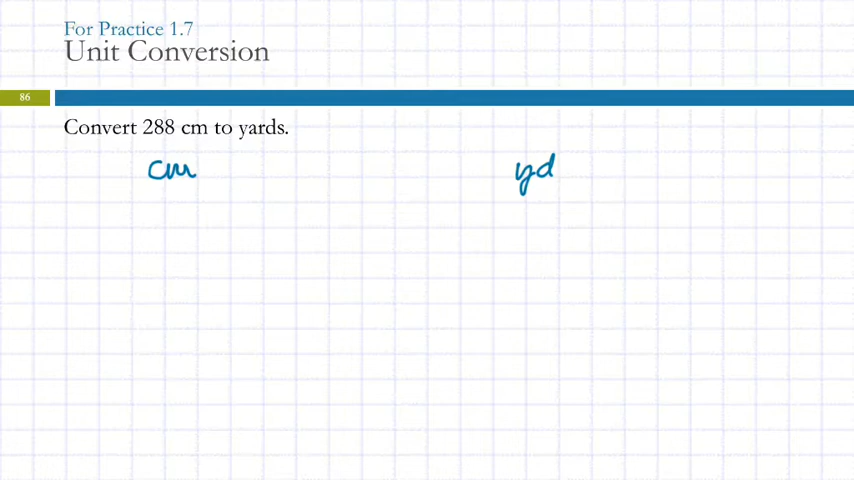 For Practice 1.7
Unit Conversion
86
Convert 288 cm to yards.
cm yd